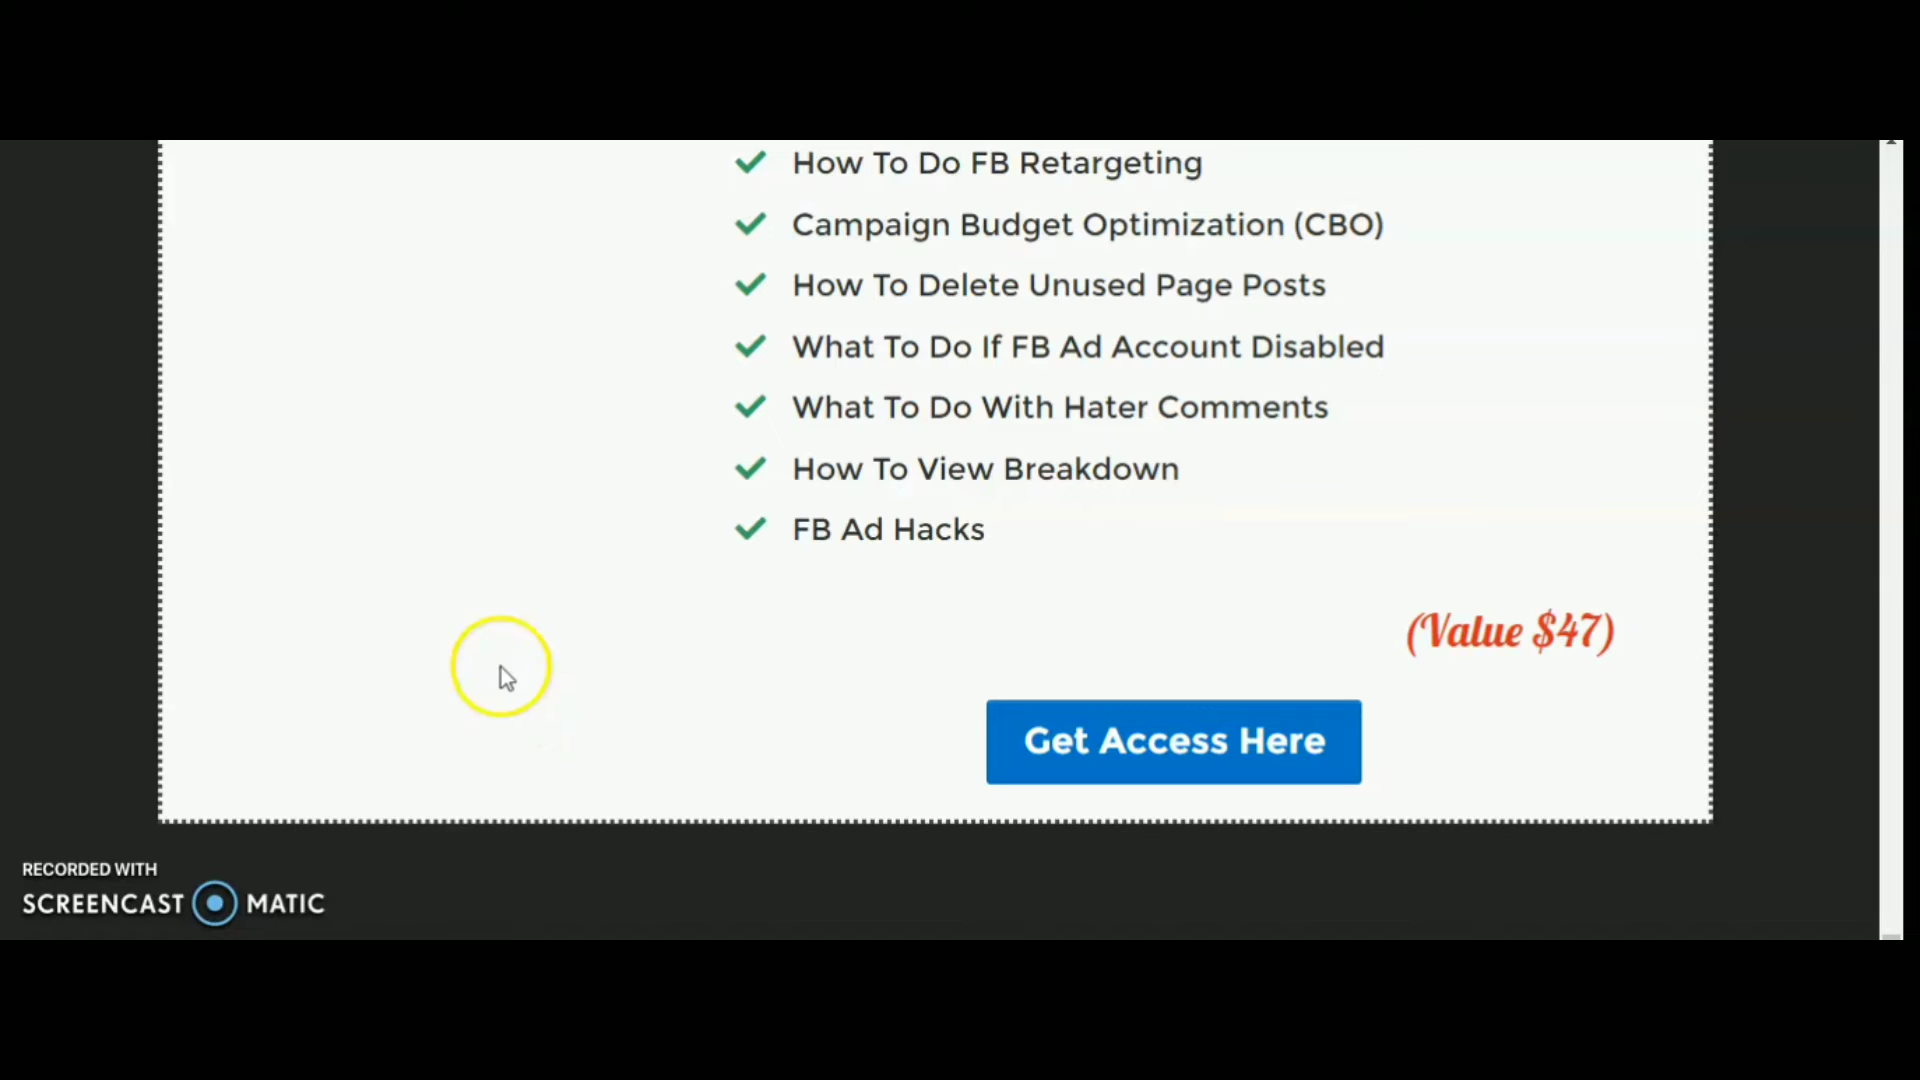 How To Do FB Retargeting
Campaign Budget Optimization (CBO)
How To Delete Unused Page Posts
What To Do If FB Ad Account Disabled
What To Do With Hater Comments
How To View Breakdown
FB Ad Hacks
(Value $47)
Get Access Here
RECORDED WITH
SCREENCAST MATIC